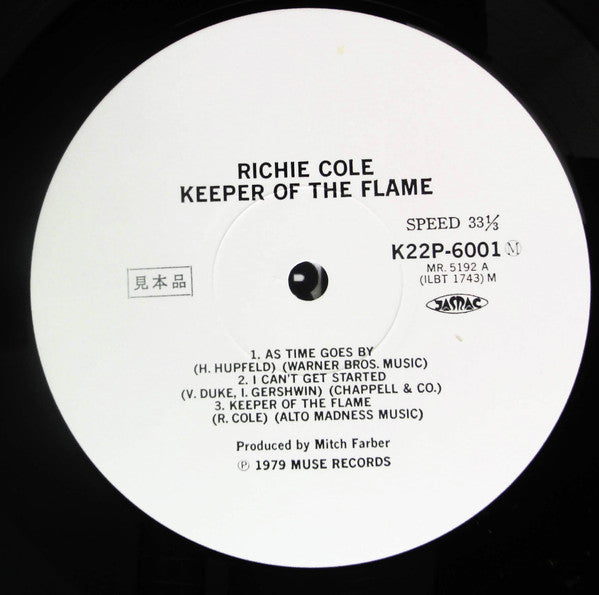 RICHIE COLE
KEEPER OF THE FLAME
SPEED 33⅓
K22P-6001 Ⓜ
MR. 5192 A
(ILBT 1743) M
見本品
JASRAC
1. AS TIME GOES BY
(H. HUPFELD) (WARNER BROS. MUSIC)
2. I CAN'T GET STARTED
(V. DUKE, I. GERSHWIN) (CHAPPELL & CO.)
3. KEEPER OF THE FLAME
(R. COLE) (ALTO MADNESS MUSIC)
Produced by Mitch Farber
℗ 1979 MUSE RECORDS